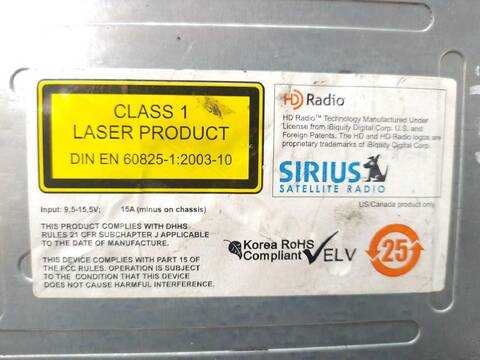 CLASS 1
LASER PRODUCT
DIN EN 60825-1:2003-10
HD Radio™
HD Radio™ Technology Manufactured Under
License from iBiquity Digital Corp. U.S. and
Foreign Patents. The HD and HD Radio logos are
proprietary trademarks of iBiquity Digital Corp.
SIRIUS
SATELLITE RADIO
US/Canada product only
Input: 9,5-15,5V; 15A (minus on chassis)
THIS PRODUCT COMPLIES WITH DHHS
RULES 21 CFR SUBCHAPTER J APPLICABLE
TO THE DATE OF MANUFACTURE.
THIS DEVICE COMPLIES WITH PART 15 OF
THE FCC RULES. OPERATION IS SUBJECT
TO THE CONDITION THAT THIS DEVICE
DOES NOT CAUSE HARMFUL INTERFERENCE.
Korea RoHS
Compliant
ELV
25